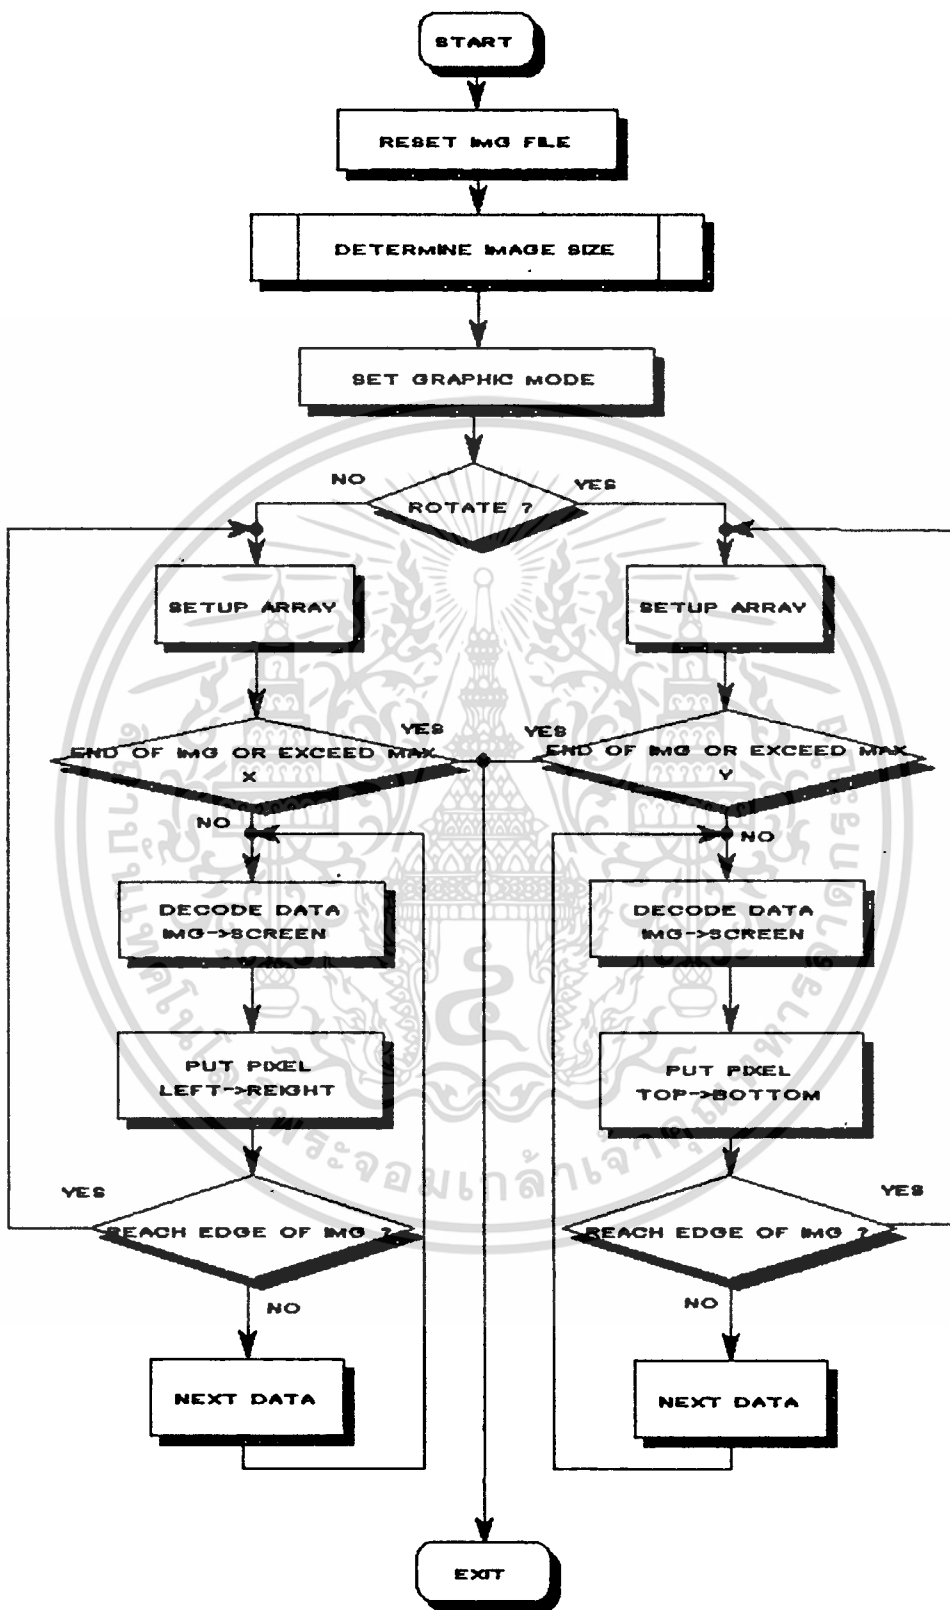 START
RESET IMG FILE
DETERMINE IMAGE SIZE
SET GRAPHIC MODE
NO
YES
ROTATE ?
SETUP ARRAY
SETUP ARRAY
YES
YES
END OF IMG OR EXCEED MAX
X
END OF IMG OR EXCEED MAX
Y
NO
NO
DECODE DATA
IMG->SCREEN
DECODE DATA
IMG->SCREEN
PUT PIXEL
LEFT->REIGHT
PUT PIXEL
TOP->BOTTOM
YES
YES
REACH EDGE OF IMG ?
REACH EDGE OF IMG ?
NO
NO
NEXT DATA
NEXT DATA
EXIT